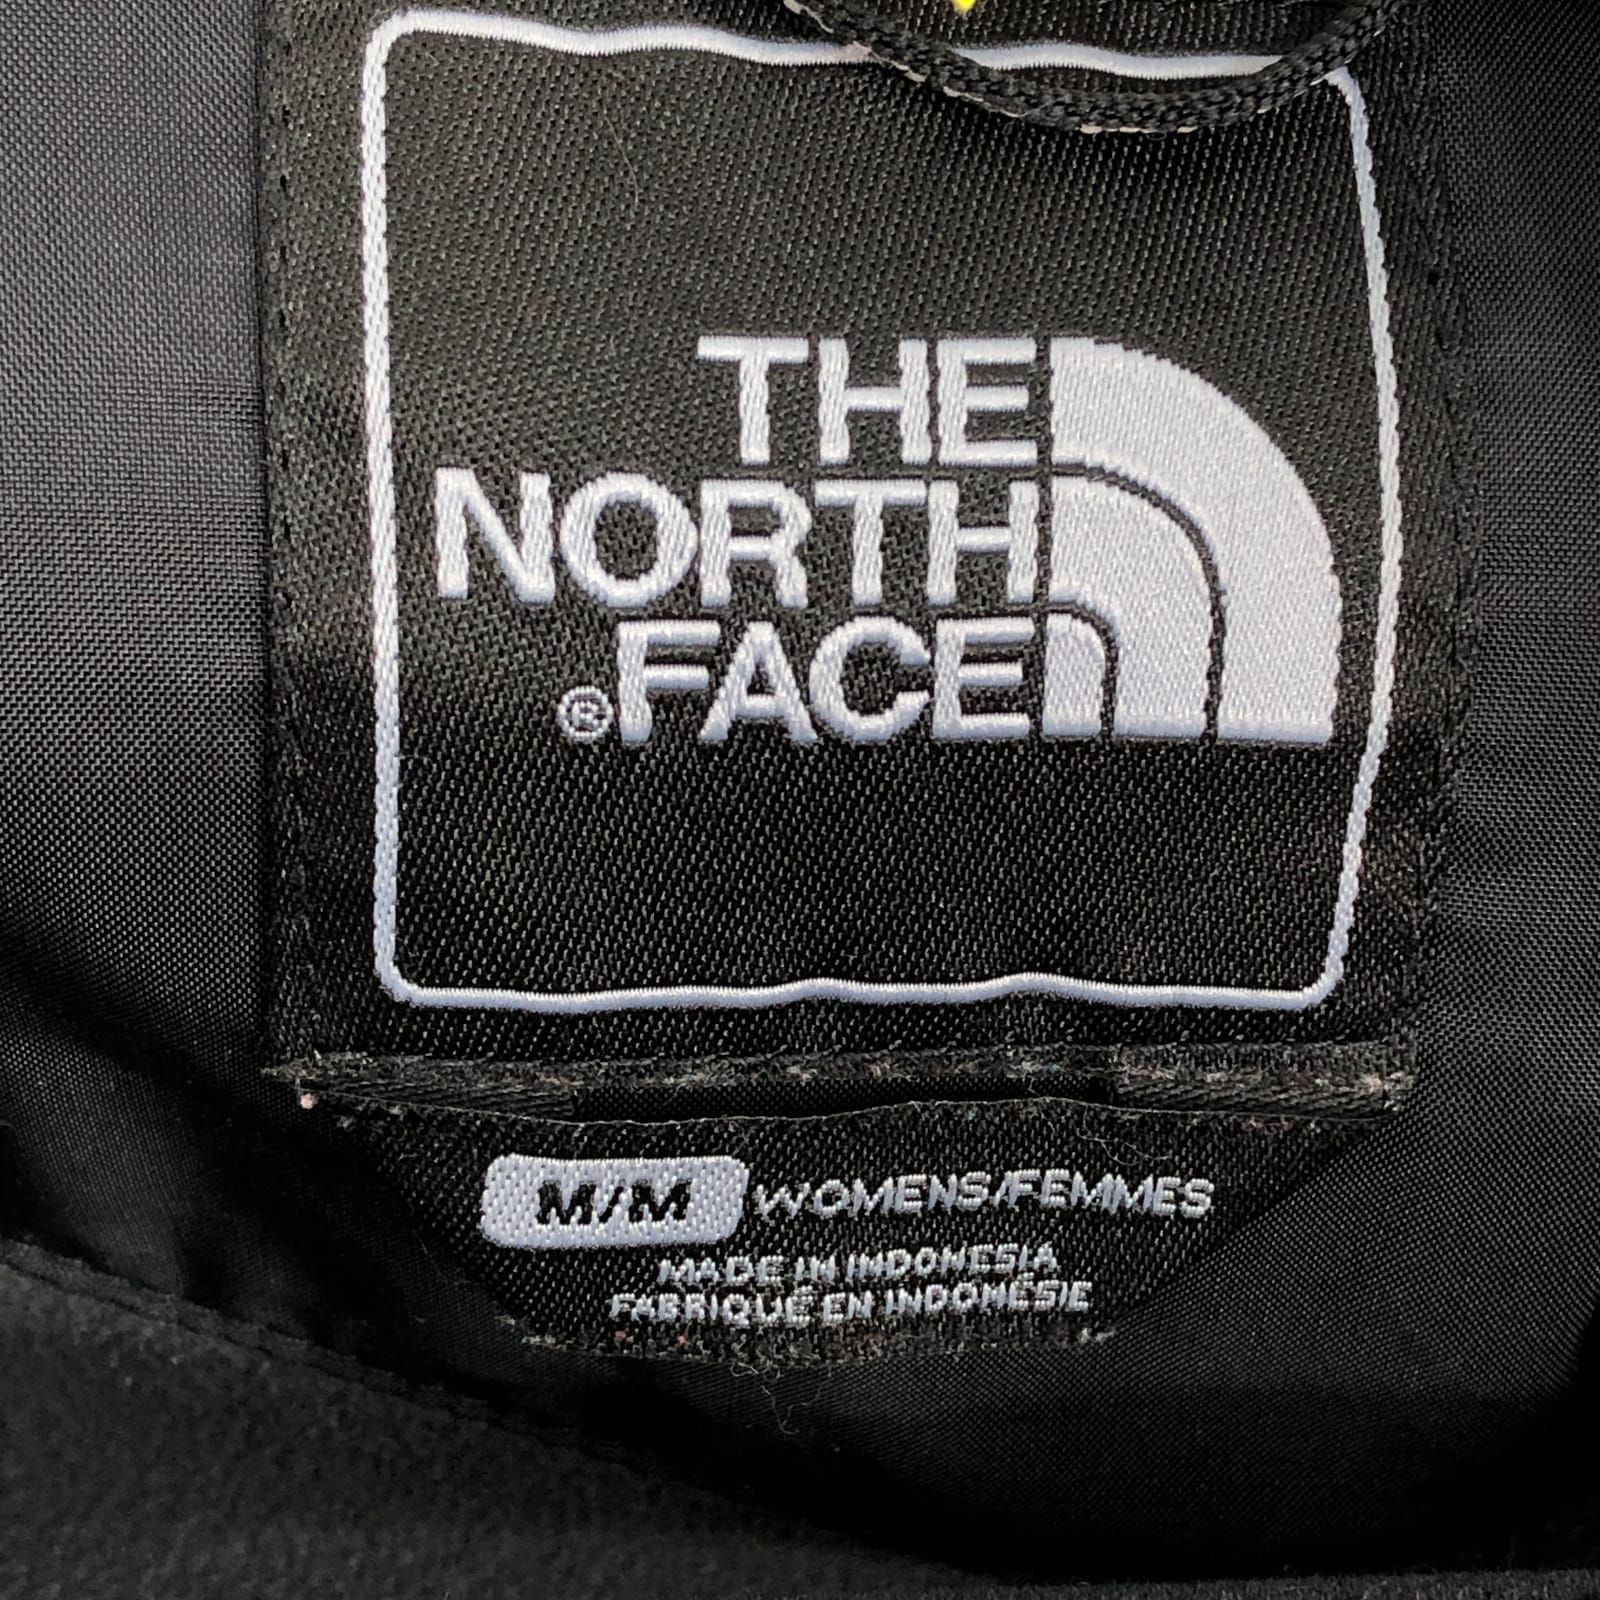 THE
NORTH
®FACE
M/M WOMENS/FEMMES
MADE IN INDONESIA
FABRIQUÉ EN INDONÉSIE